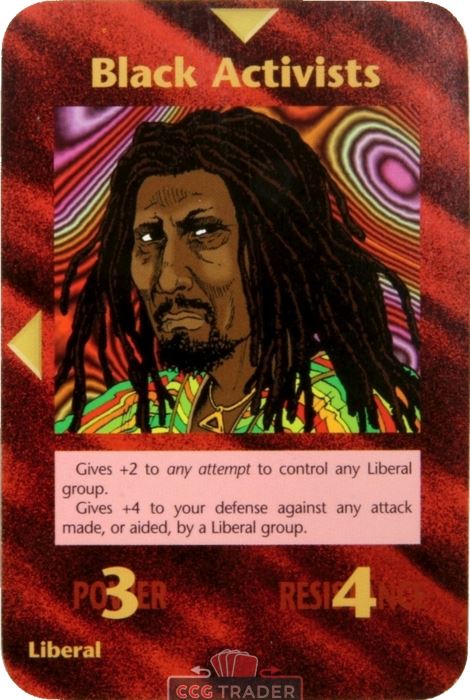 Black Activists
Gives +2 to any attempt to control any Liberal
group.
Gives +4 to your defense against any attack
made, or aided, by a Liberal group.
POWER 3 RESISTANCE 4
Liberal
CCG TRADER